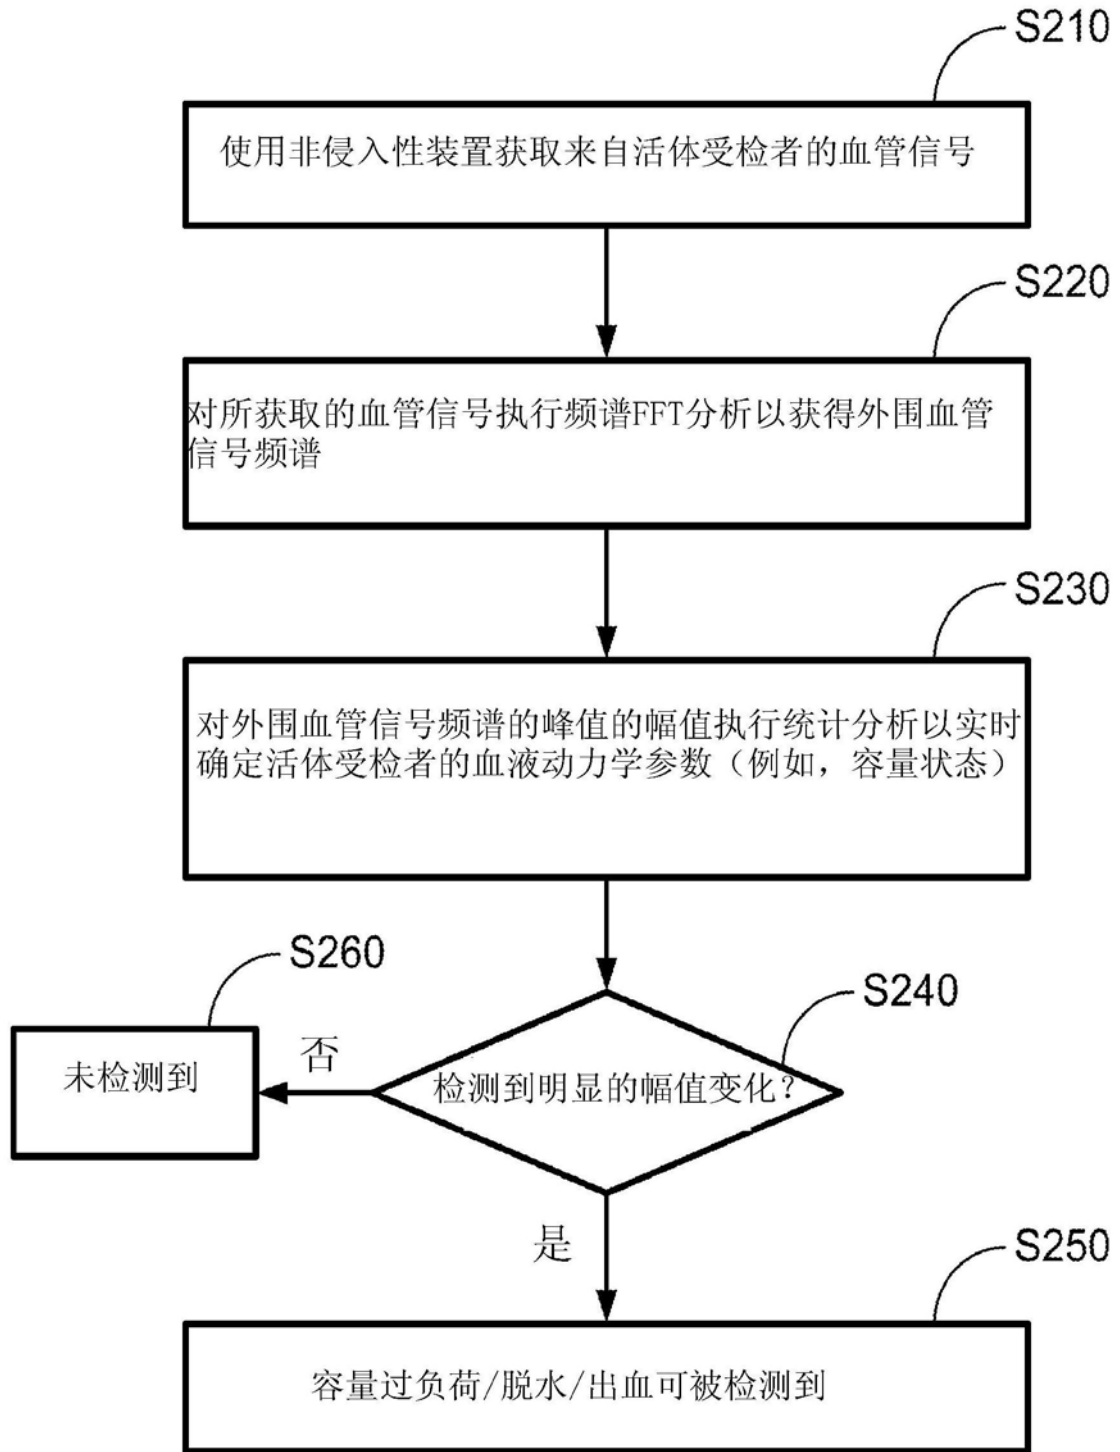 S210
使用非侵入性装置获取来自活体受检者的血管信号
S220
对所获取的血管信号执行频谱FFT分析以获得外围血管
信号频谱
S230
对外围血管信号频谱的峰值的幅值执行统计分析以实时
确定活体受检者的血液动力学参数（例如，容量状态）
S260
S240
未检测到
否
检测到明显的幅值变化？
是
S250
容量过负荷/脱水/出血可被检测到